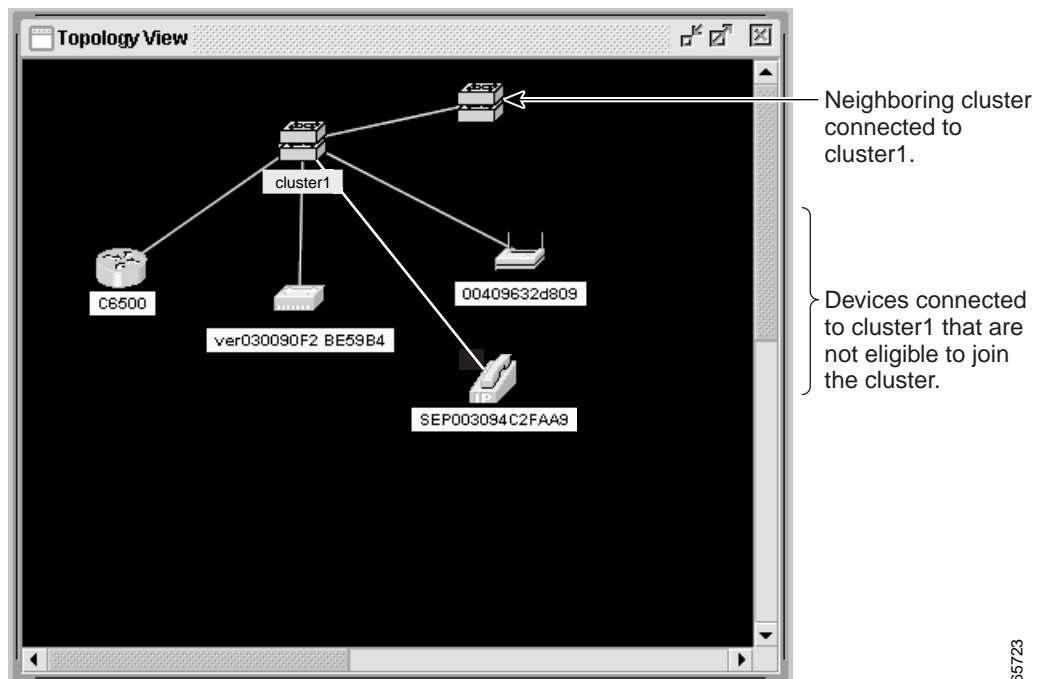 Topology View
Neighboring cluster
connected to
cluster1.
cluster1
C6500
ver030090F2 BE59B4
00409632d809
IP
SEP003094C2FAA9
Devices connected
to cluster1 that are
not eligible to join
the cluster.
65723